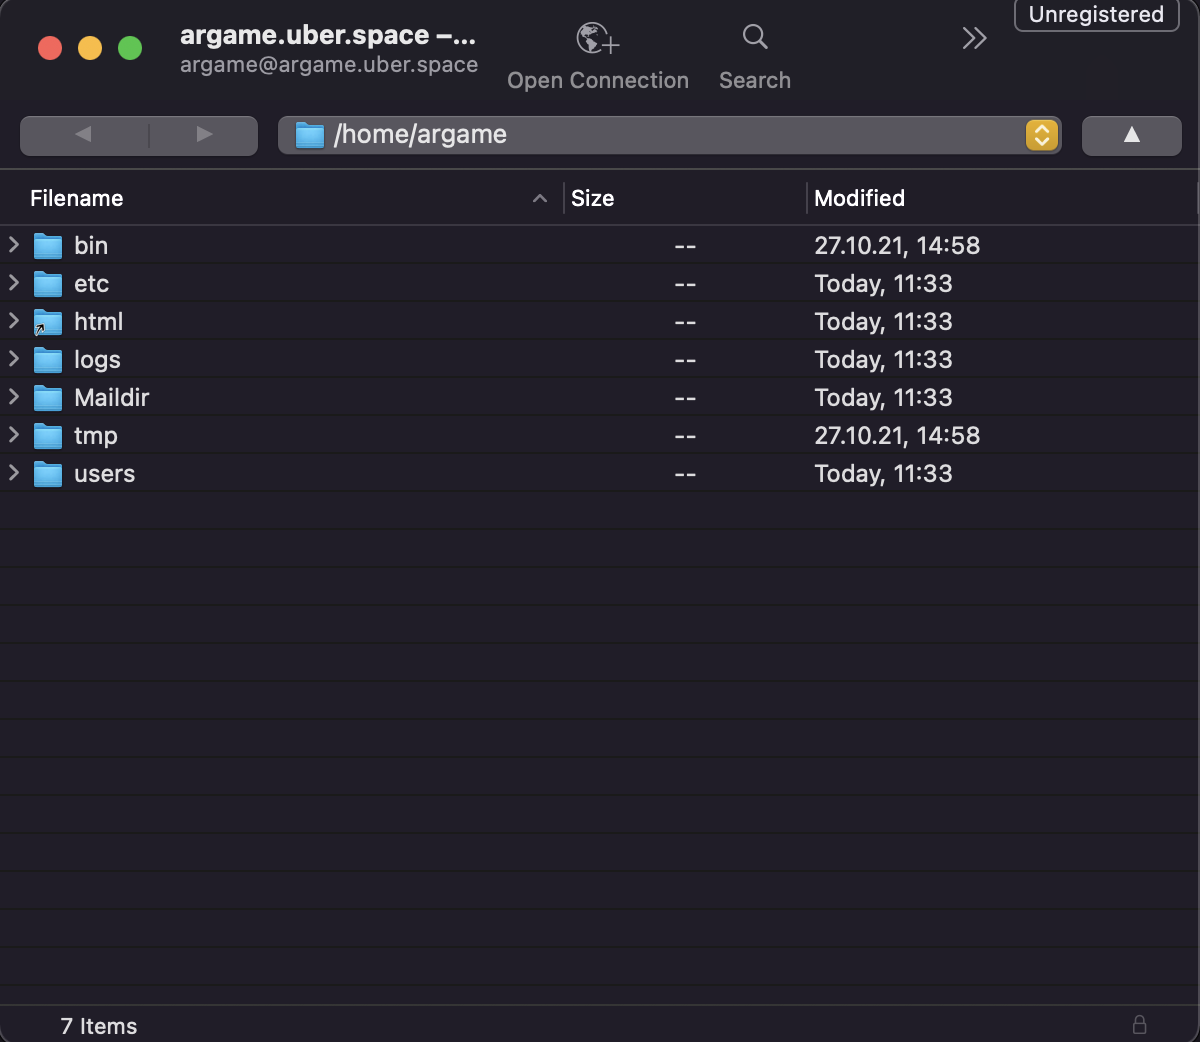 Unregistered
argame.uber.space –...
argame@argame.uber.space
Open Connection
Search
/home/argame
Filename Size Modified
bin -- 27.10.21, 14:58
etc -- Today, 11:33
html -- Today, 11:33
logs -- Today, 11:33
Maildir -- Today, 11:33
tmp -- 27.10.21, 14:58
users -- Today, 11:33
7 Items